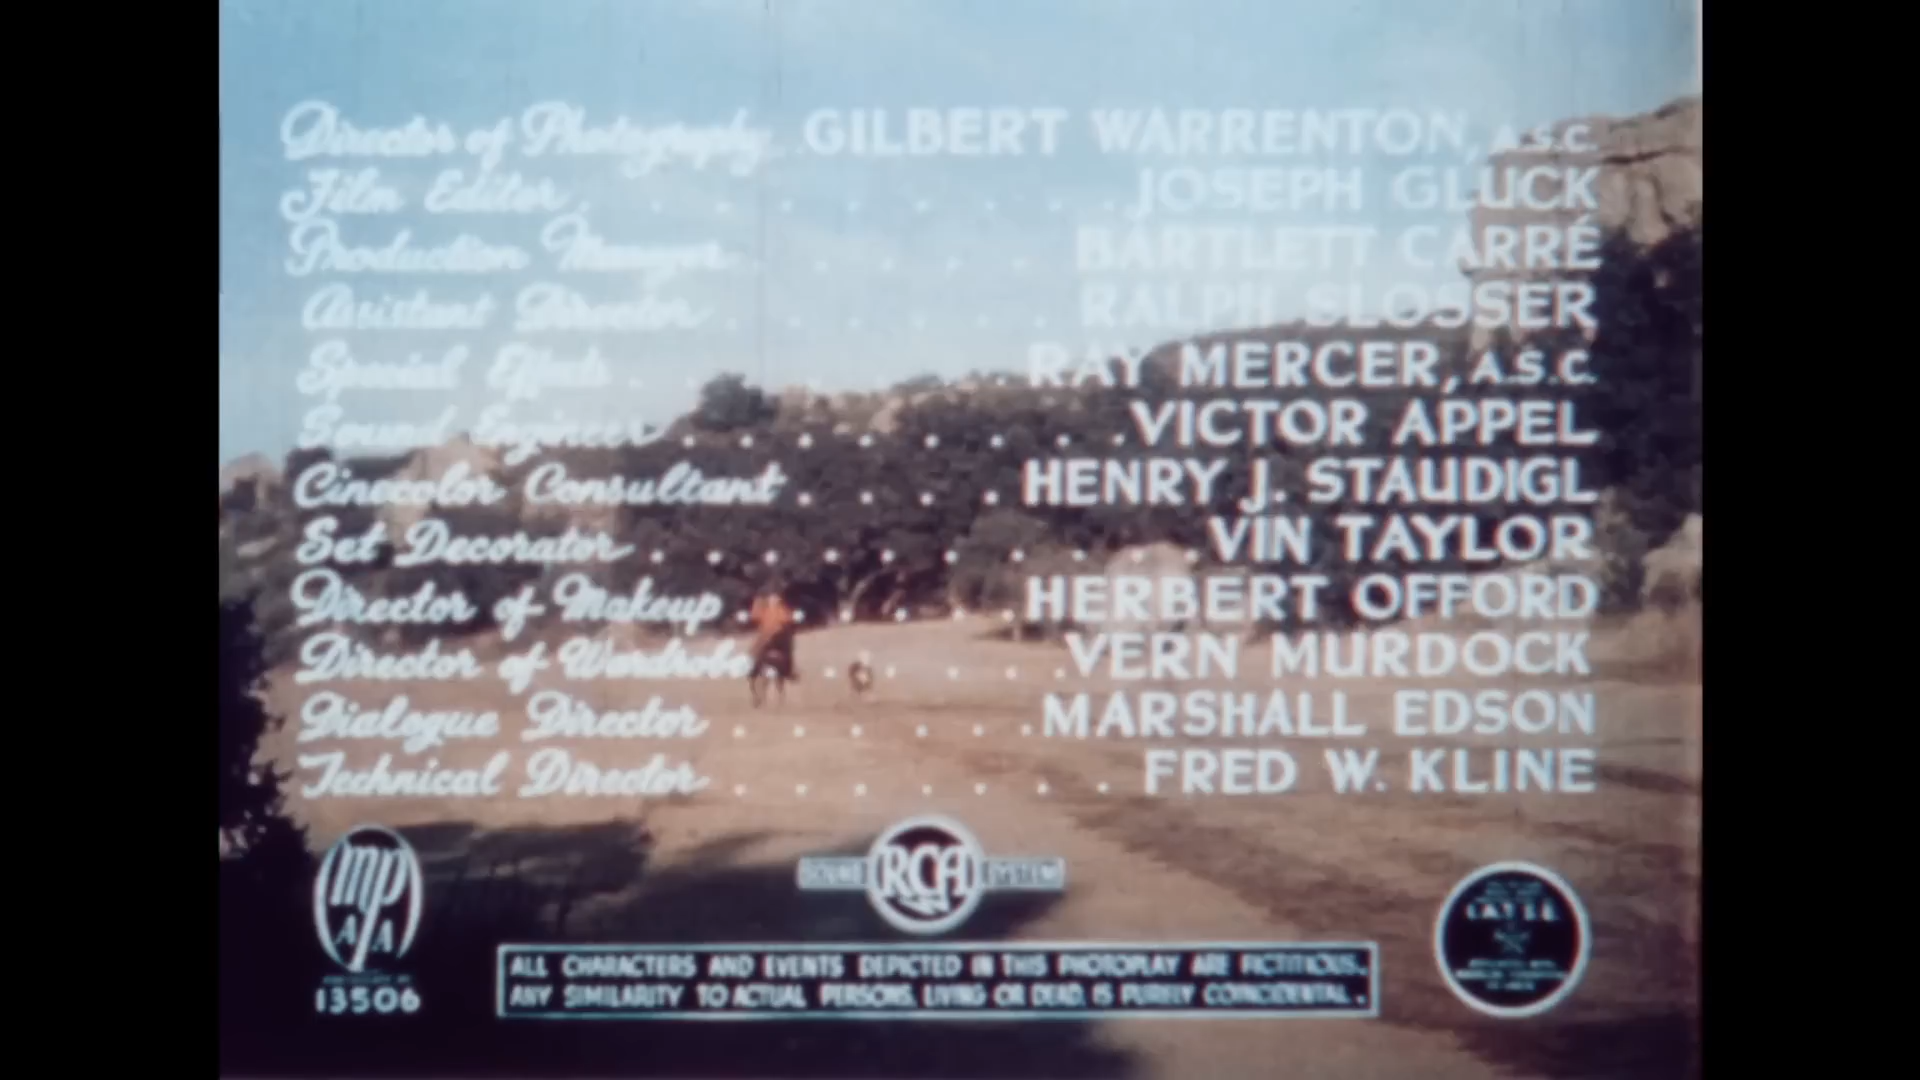 Director of Photography . GILBERT WARRENTON, A.S.C.
Film Editor . . . . . . . . JOSEPH GLUCK
Production Manager . . . . . BARTLETT CARRÉ
Assistant Director . . . . . . RALPH SLOSSER
Special Effects . . . . . . . RAY MERCER, A.S.C.
Sound Engineer . . . . . . . . VICTOR APPEL
Cinecolor Consultant . . . . HENRY J. STAUDIGL
Set Decorator . . . . . . . . . . VIN TAYLOR
Director of Makeup . . . . . HERBERT OFFORD
Director of Wardrobe . . . . . VERN MURDOCK
Dialogue Director . . . . . . MARSHALL EDSON
Technical Director . . . . . . . FRED W. KLINE
MPAA
13506
SOUND RCA SYSTEM
I.A.T.S.E.
ALL CHARACTERS AND EVENTS DEPICTED IN THIS PHOTOPLAY ARE FICTITIOUS.
ANY SIMILARITY TO ACTUAL PERSONS, LIVING OR DEAD, IS PURELY COINCIDENTAL.